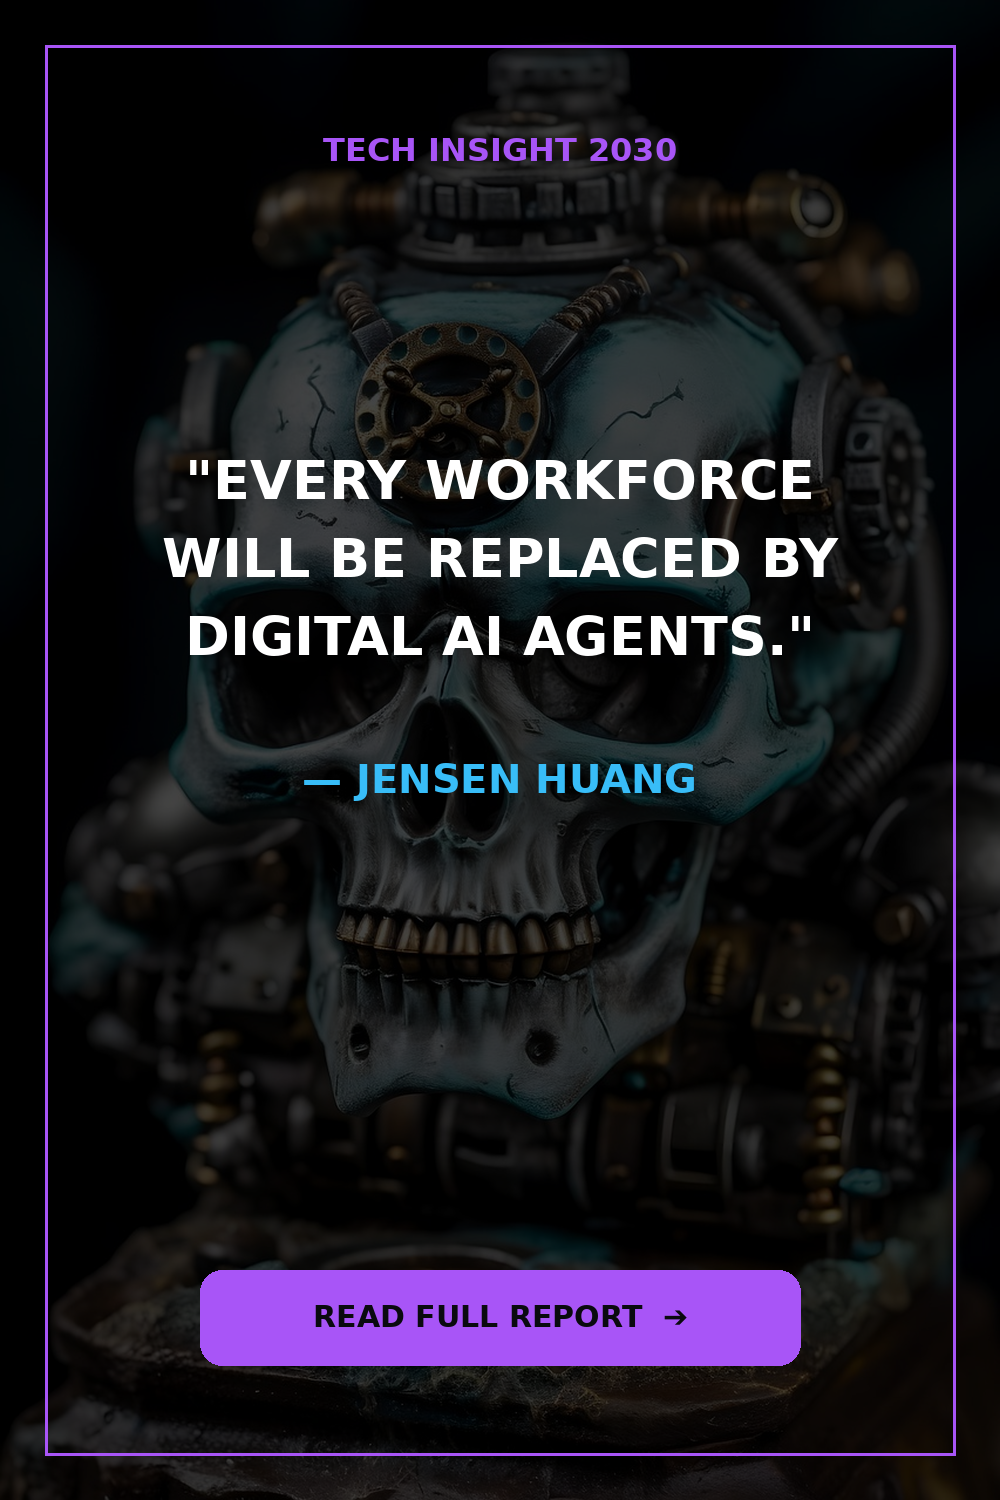 TECH INSIGHT 2030
"EVERY WORKFORCE
WILL BE REPLACED BY
DIGITAL AI AGENTS."
— JENSEN HUANG
READ FULL REPORT ➔